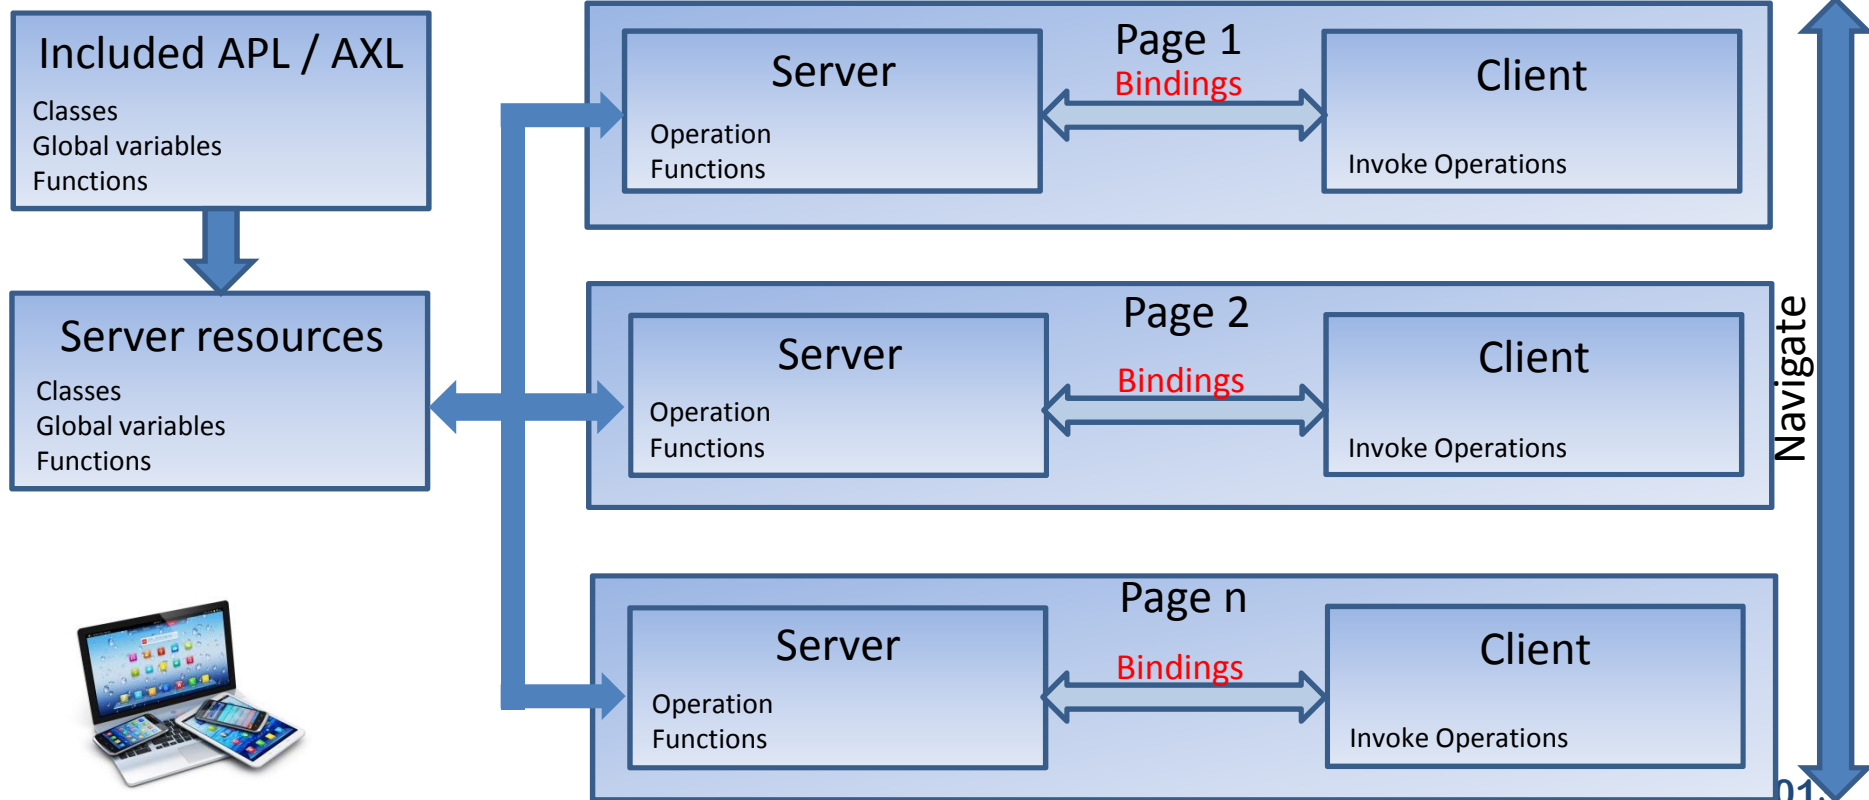 Included APL / AXL
Classes
Global variables
Functions
Server resources
Classes
Global variables
Functions
Page 1
Server
Operation
Functions
Bindings
Client
Invoke Operations
Page 2
Server
Operation
Functions
Bindings
Client
Invoke Operations
Page n
Server
Operation
Functions
Bindings
Client
Invoke Operations
Navigate